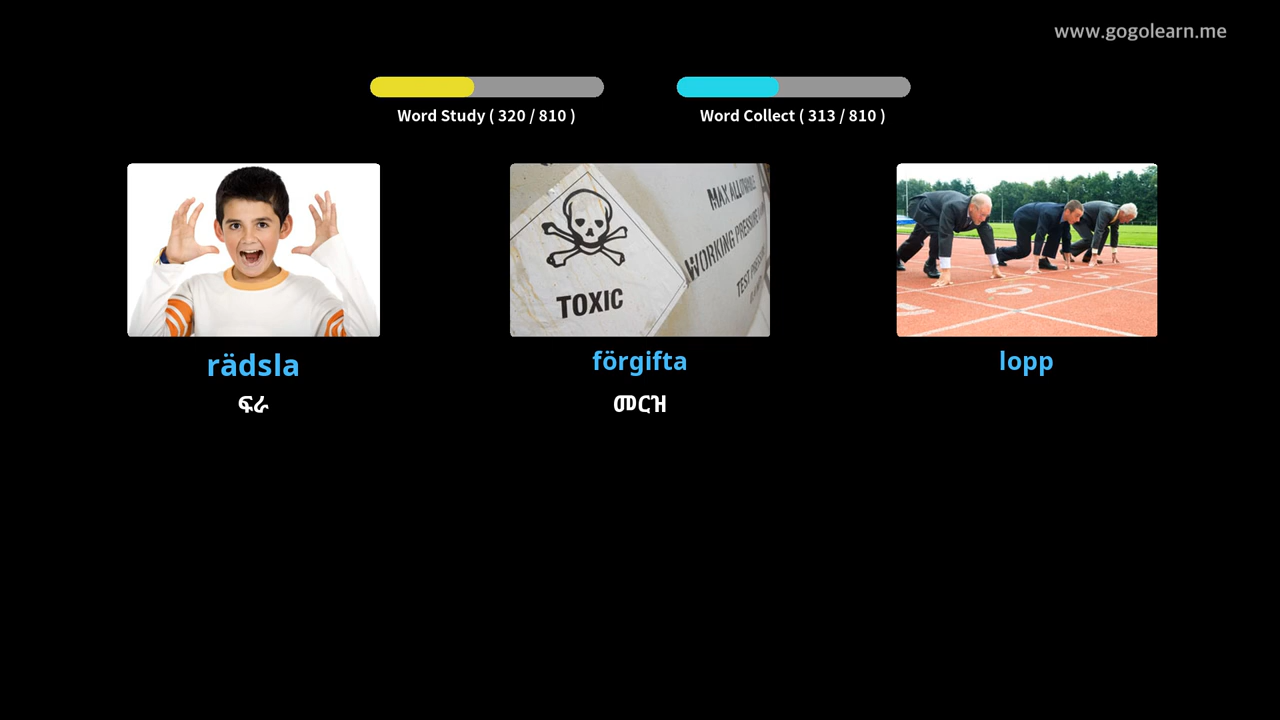 www.gogolearn.me
Word Study ( 320 / 810 )
Word Collect ( 313 / 810 )
TOXIC
MAX ALLOWABLE
WORKING PRESSURE
TEST PRESSURE
rädsla
förgifta
lopp
ፍራ
መርዝ